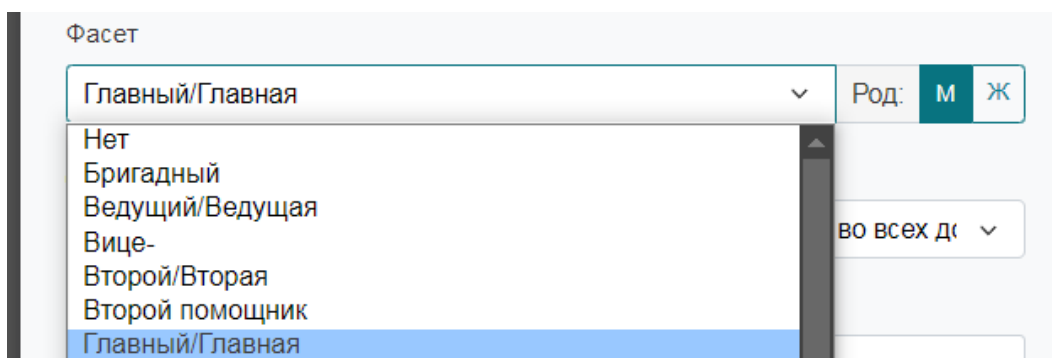 Фасет
Главный/Главная Род: М Ж
Нет
Бригадный
Ведущий/Ведущая
Вице- во всех
Второй/Вторая
Второй помощник
Главный/Главная